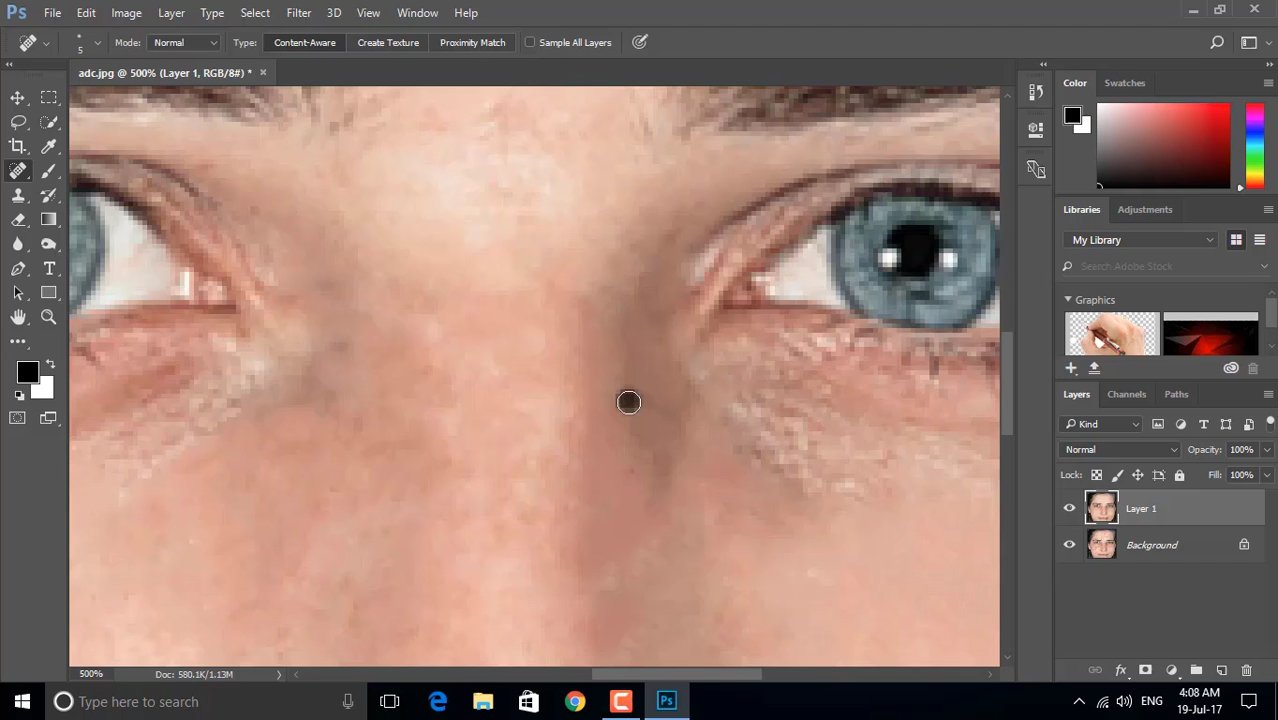 Ps File Edit Image Layer Type Select Filter 3D View Window Help
5 Mode: Normal Type: Content-Aware Create Texture Proximity Match Sample All Layers
adc.jpg @ 500% (Layer 1, RGB/8#) *
Color Swatches
Libraries Adjustments
My Library
Search Adobe Stock
Graphics
Layers Channels Paths
Kind
Normal Opacity: 100%
Lock: Fill: 100%
Layer 1
Background
500% Doc: 580.1K/1.13M
fx
Type here to search
Ps
ENG
4:08 AM
19-Jul-17